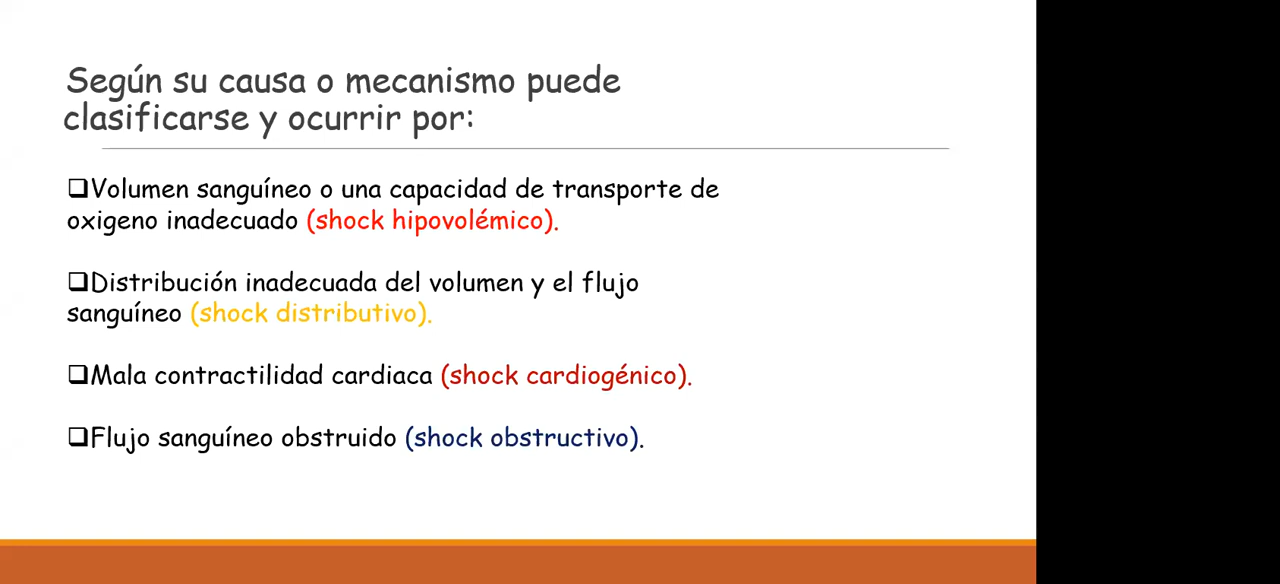 Según su causa o mecanismo puede
clasificarse y ocurrir por:
❑Volumen sanguíneo o una capacidad de transporte de
oxigeno inadecuado (shock hipovolémico).
❑Distribución inadecuada del volumen y el flujo
sanguíneo (shock distributivo).
❑Mala contractilidad cardiaca (shock cardiogénico).
❑Flujo sanguíneo obstruido (shock obstructivo).